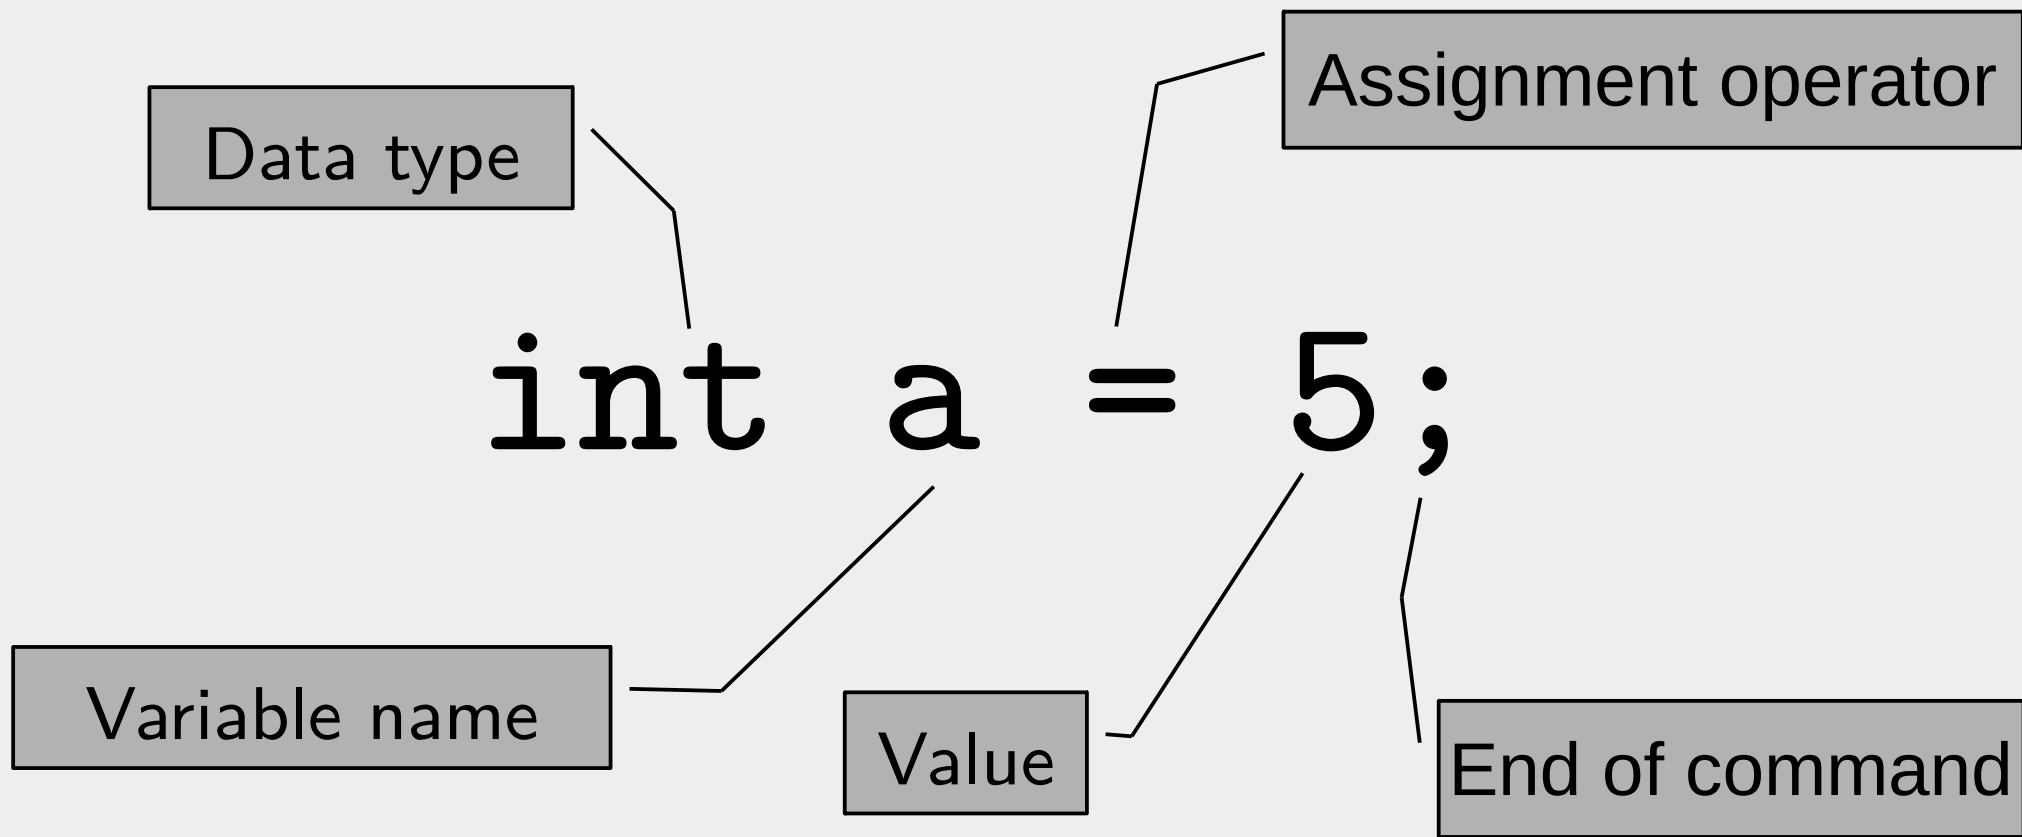 Assignment operator
Data type
int a = 5;
Variable name
Value
End of command